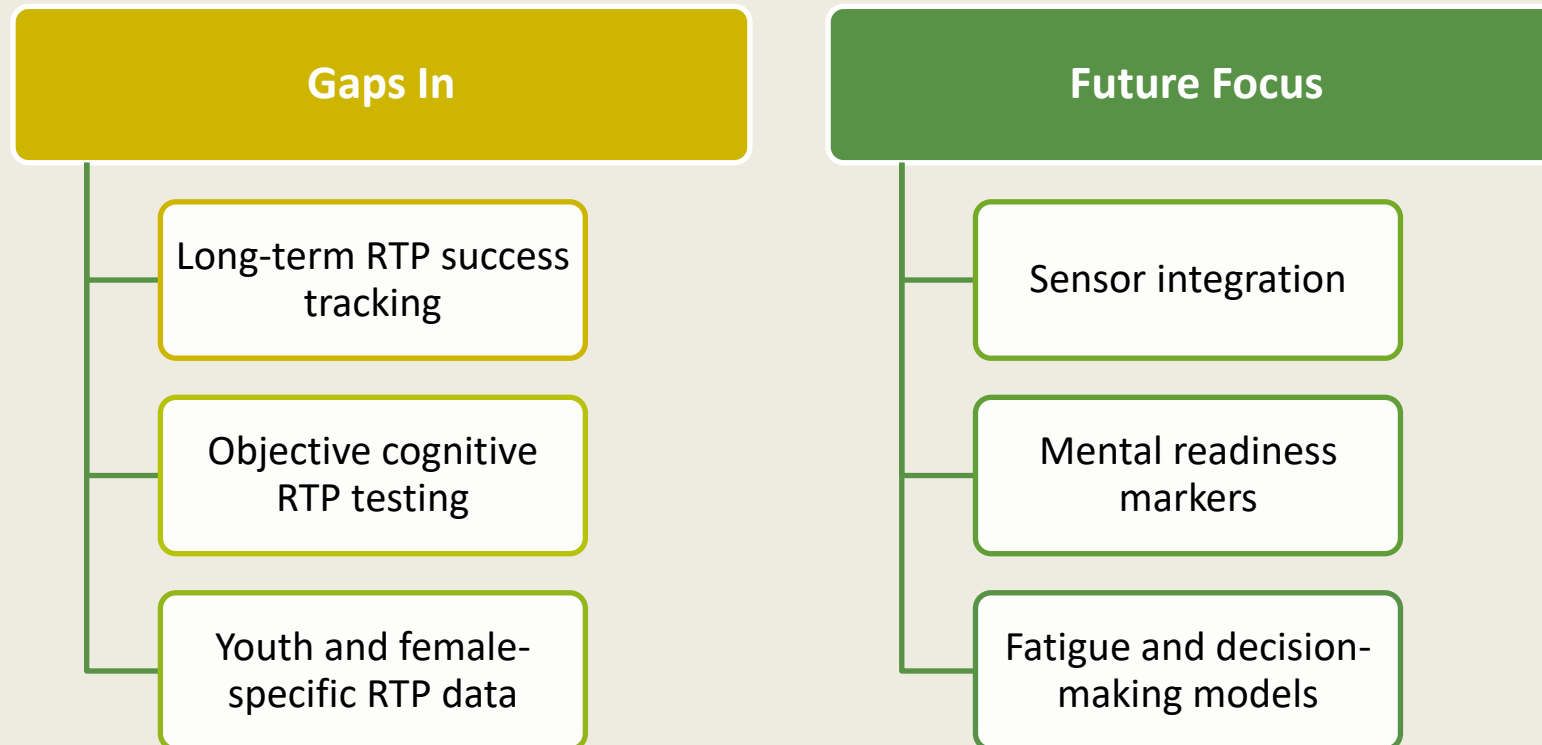 Gaps In
Long-term RTP success
tracking
Objective cognitive
RTP testing
Youth and female-
specific RTP data
Future Focus
Sensor integration
Mental readiness
markers
Fatigue and decision-
making models